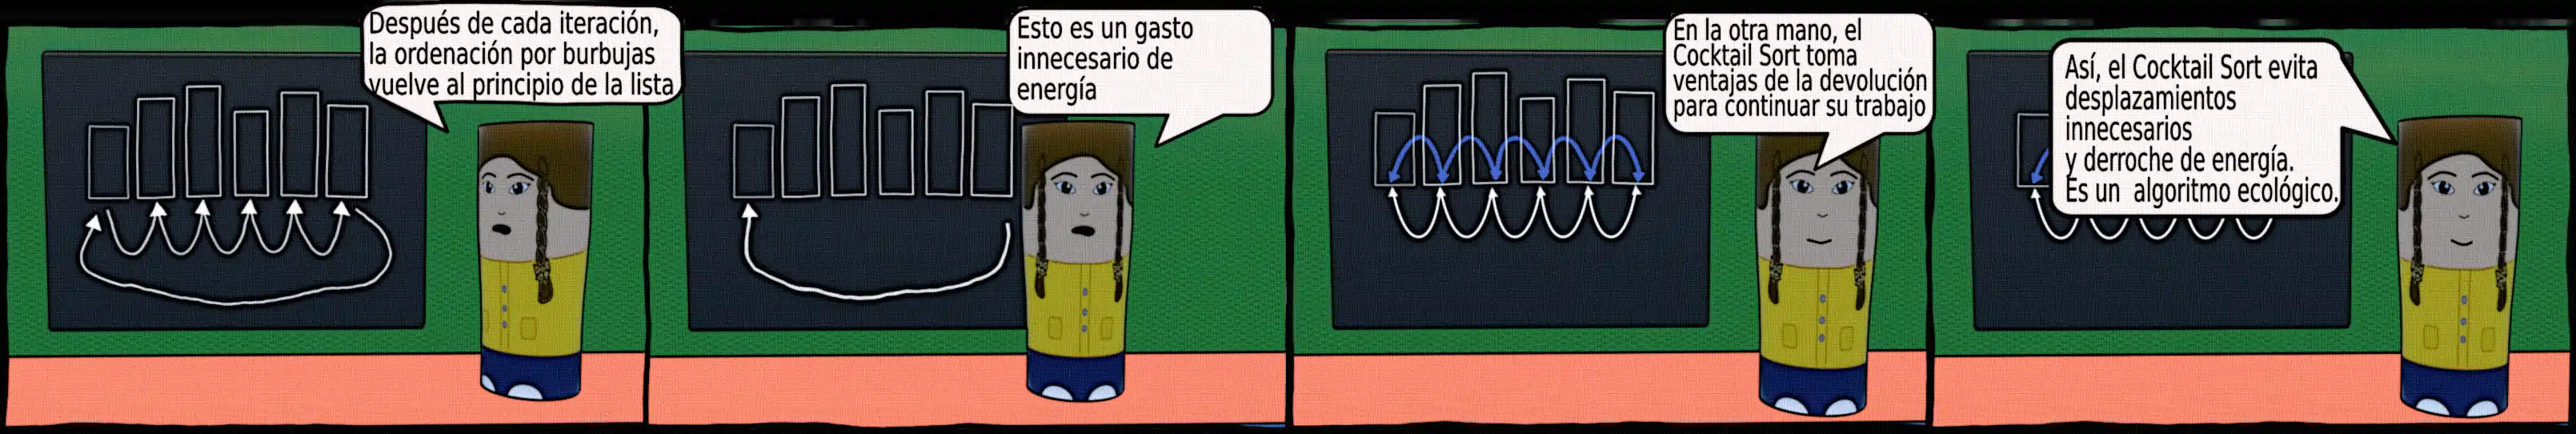 Después de cada iteración,
la ordenación por burbujas
vuelve al principio de la lista
Esto es un gasto
innecesario de
energía
En la otra mano, el
Cocktail Sort toma
ventajas de la devolución
para continuar su trabajo
Así, el Cocktail Sort evita
desplazamientos
innecesarios
y derroche de energía.
Es un algoritmo ecológico.